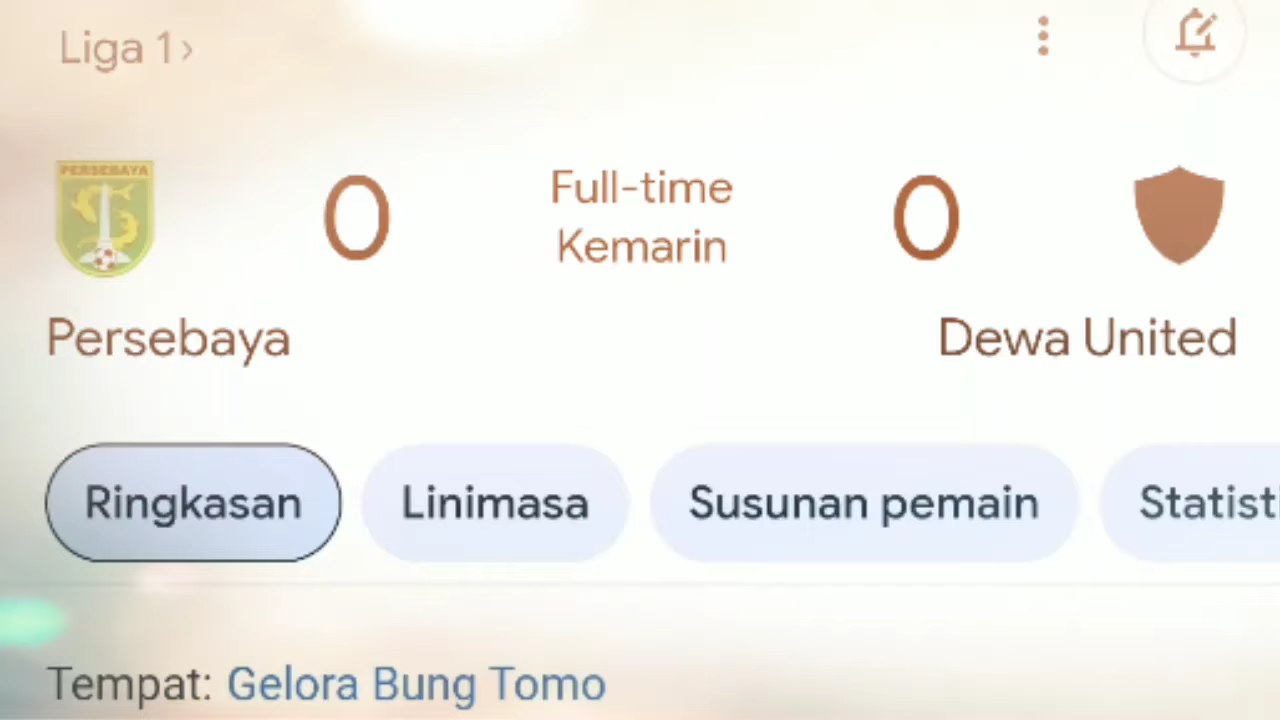 Liga 1 ›
PERSEBAYA
0 Full-time 0
Kemarin
Persebaya Dewa United
Ringkasan Linimasa Susunan pemain Statisti
Tempat: Gelora Bung Tomo